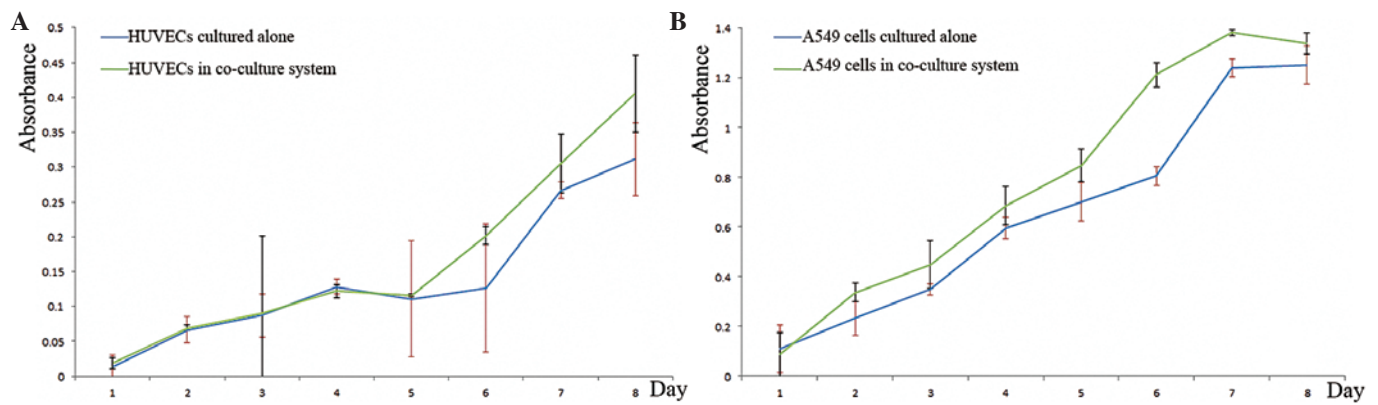 A
HUVECs cultured alone
HUVECs in co-culture system
Absorbance
0.5
0.45
0.4
0.35
0.3
0.25
0.2
0.15
0.1
0.05
0
1 2 3 4 5 6 7 8 Day
B
A549 cells cultured alone
A549 cells in co-culture system
Absorbance
1.4
1.2
1
0.8
0.6
0.4
0.2
0
1 2 3 4 5 6 7 8 Day